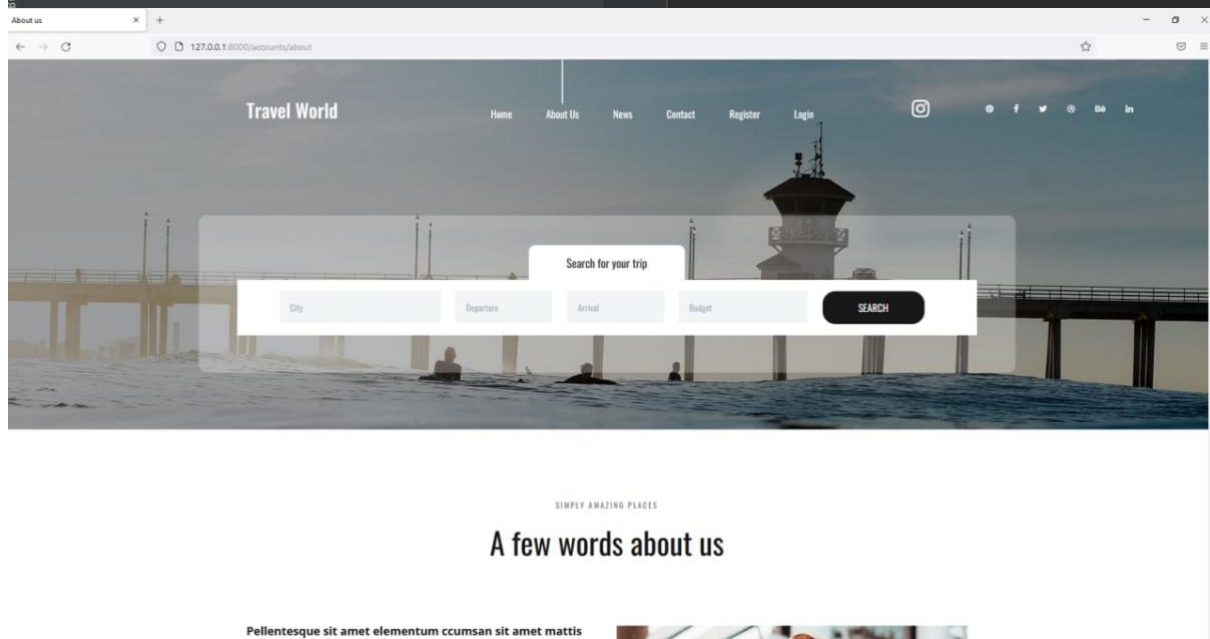 About us
127.0.0.1:8000/accounts/about
Travel World
Home About Us News Contact Register Login
Bē in
Search for your trip
City Departure Arrival Budget SEARCH
SIMPLY AMAZING PLACES
A few words about us
Pellentesque sit amet elementum ccumsan sit amet mattis